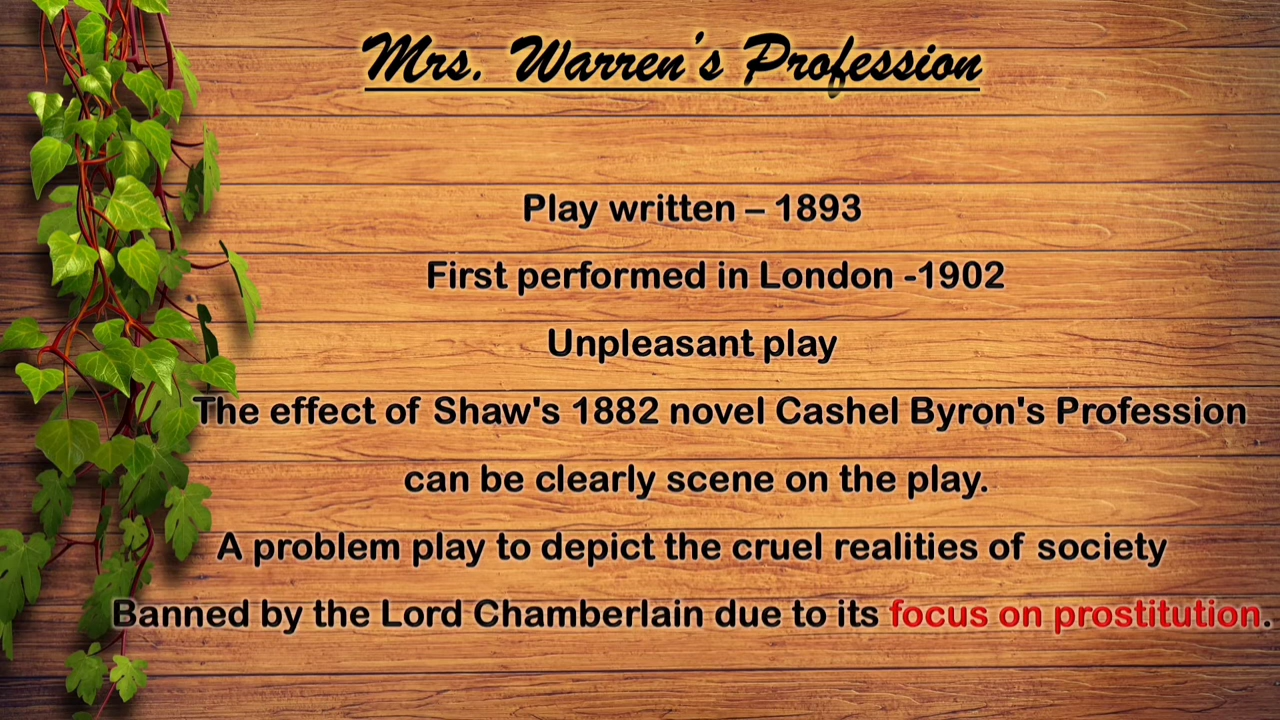 Mrs. Warren's Profession
Play written – 1893
First performed in London -1902
Unpleasant play
The effect of Shaw's 1882 novel Cashel Byron's Profession
can be clearly scene on the play.
A problem play to depict the cruel realities of society
Banned by the Lord Chamberlain due to its focus on prostitution.